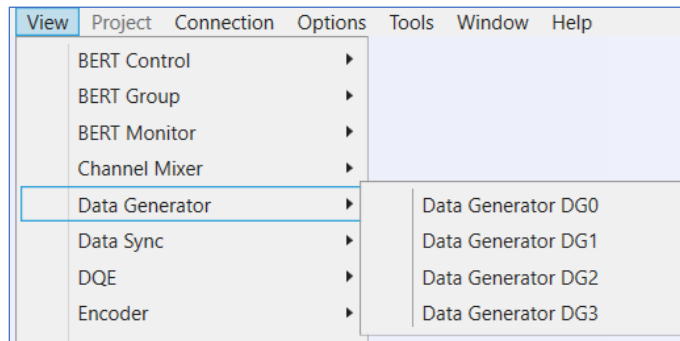 View Project Connection Options Tools Window Help
BERT Control
BERT Group
BERT Monitor
Channel Mixer
Data Generator
Data Generator DG0
Data Sync
Data Generator DG1
DQE
Data Generator DG2
Encoder
Data Generator DG3